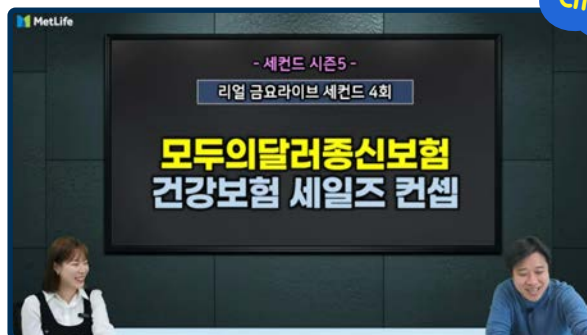 MetLife
- 세컨드 시즌5 -
리얼 금요라이브 세컨드 4회
모두의달러종신보험
건강보험 세일즈 컨셉